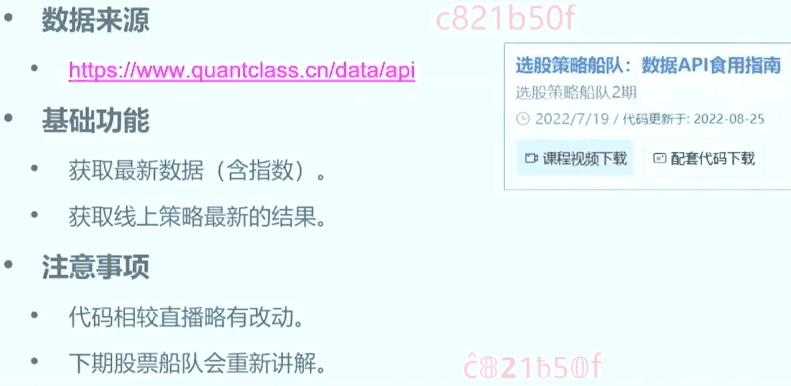 c821b50f
• 数据来源
• https://www.quantclass.cn/data/api
选股策略船队：数据API食用指南
选股策略船队2期
2022/7/19 / 代码更新于: 2022-08-25
课程视频下载 配套代码下载
• 基础功能
• 获取最新数据（含指数）。
• 获取线上策略最新的结果。
• 注意事项
• 代码相较直播略有改动。
• 下期股票船队会重新讲解。
c821b50f